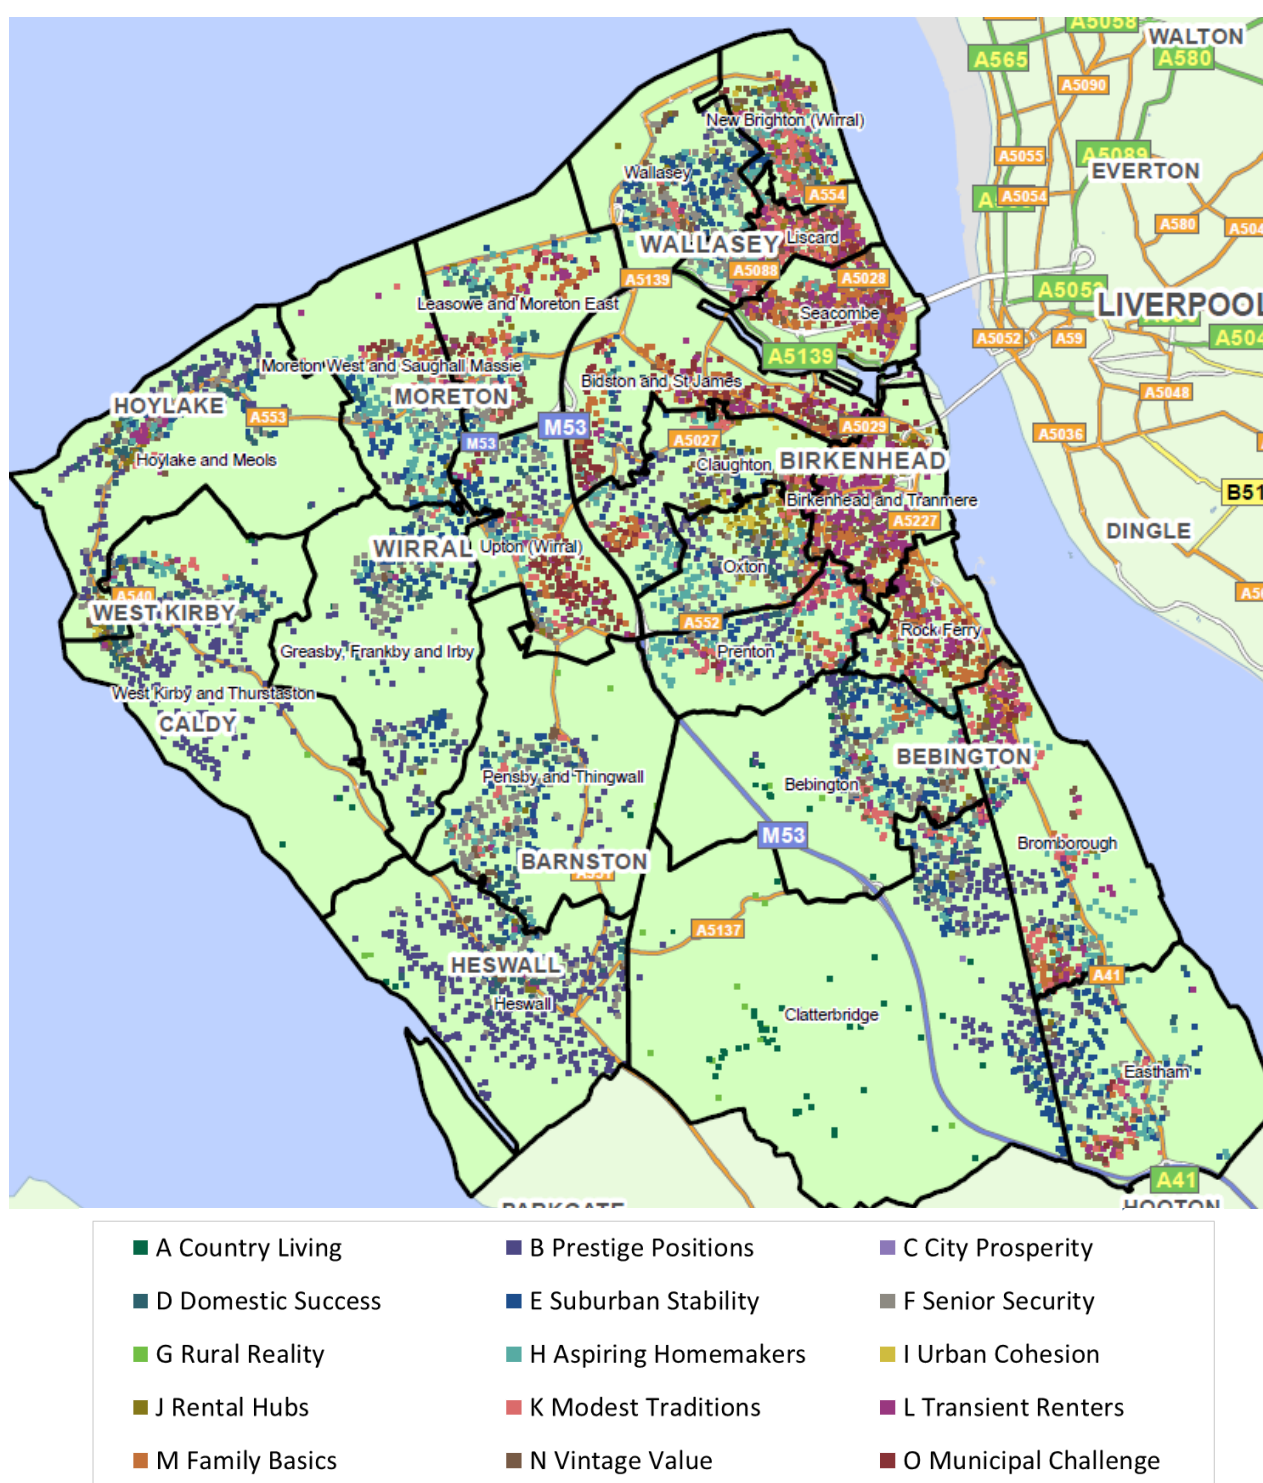 A5058
WALTON
A565
A580
A5090
New Brighton (Wirral)
A5055
A5089
EVERTON
Wallasey
A554
A5054
A580
WALLASEY
Liscard
A5139
A5088
A5028
A5053
Leasowe and Moreton East
Seacombe
LIVERPOOL
A5052
A59
A5139
Moreton West and Saughall Massie
Bidston and St James
HOYLAKE
MORETON
A5048
A553
M53
M53
A5027
A5029
A5036
Hoylake and Meols
Claughton
BIRKENHEAD
Birkenhead and Tranmere
A5227
DINGLE
WIRRAL
Upton (Wirral)
Oxton
A540
WEST KIRBY
A552
Rock Ferry
Greasby, Frankby and Irby
Prenton
West Kirby and Thurstaston
CALDY
BEBINGTON
Pensby and Thingwall
Bebington
M53
Bromborough
BARNSTON
A5137
HESWALL
A41
Heswall
Clatterbridge
Eastham
A41
PARKGATE
HOOTON
A Country Living
B Prestige Positions
C City Prosperity
D Domestic Success
E Suburban Stability
F Senior Security
G Rural Reality
H Aspiring Homemakers
I Urban Cohesion
J Rental Hubs
K Modest Traditions
L Transient Renters
M Family Basics
N Vintage Value
O Municipal Challenge